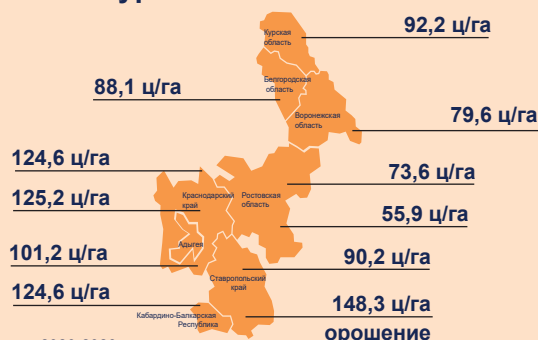 92,2 ц/га
Курская
область
Белгородская
область
88,1 ц/га
Воронежская
область
79,6 ц/га
124,6 ц/га
73,6 ц/га
125,2 ц/га
Краснодарский
край
Ростовская
область
55,9 ц/га
Адыгея
101,2 ц/га
90,2 ц/га
Ставропольский
край
124,6 ц/га
148,3 ц/га
Кабардино-Балкарская
Республика
орошение